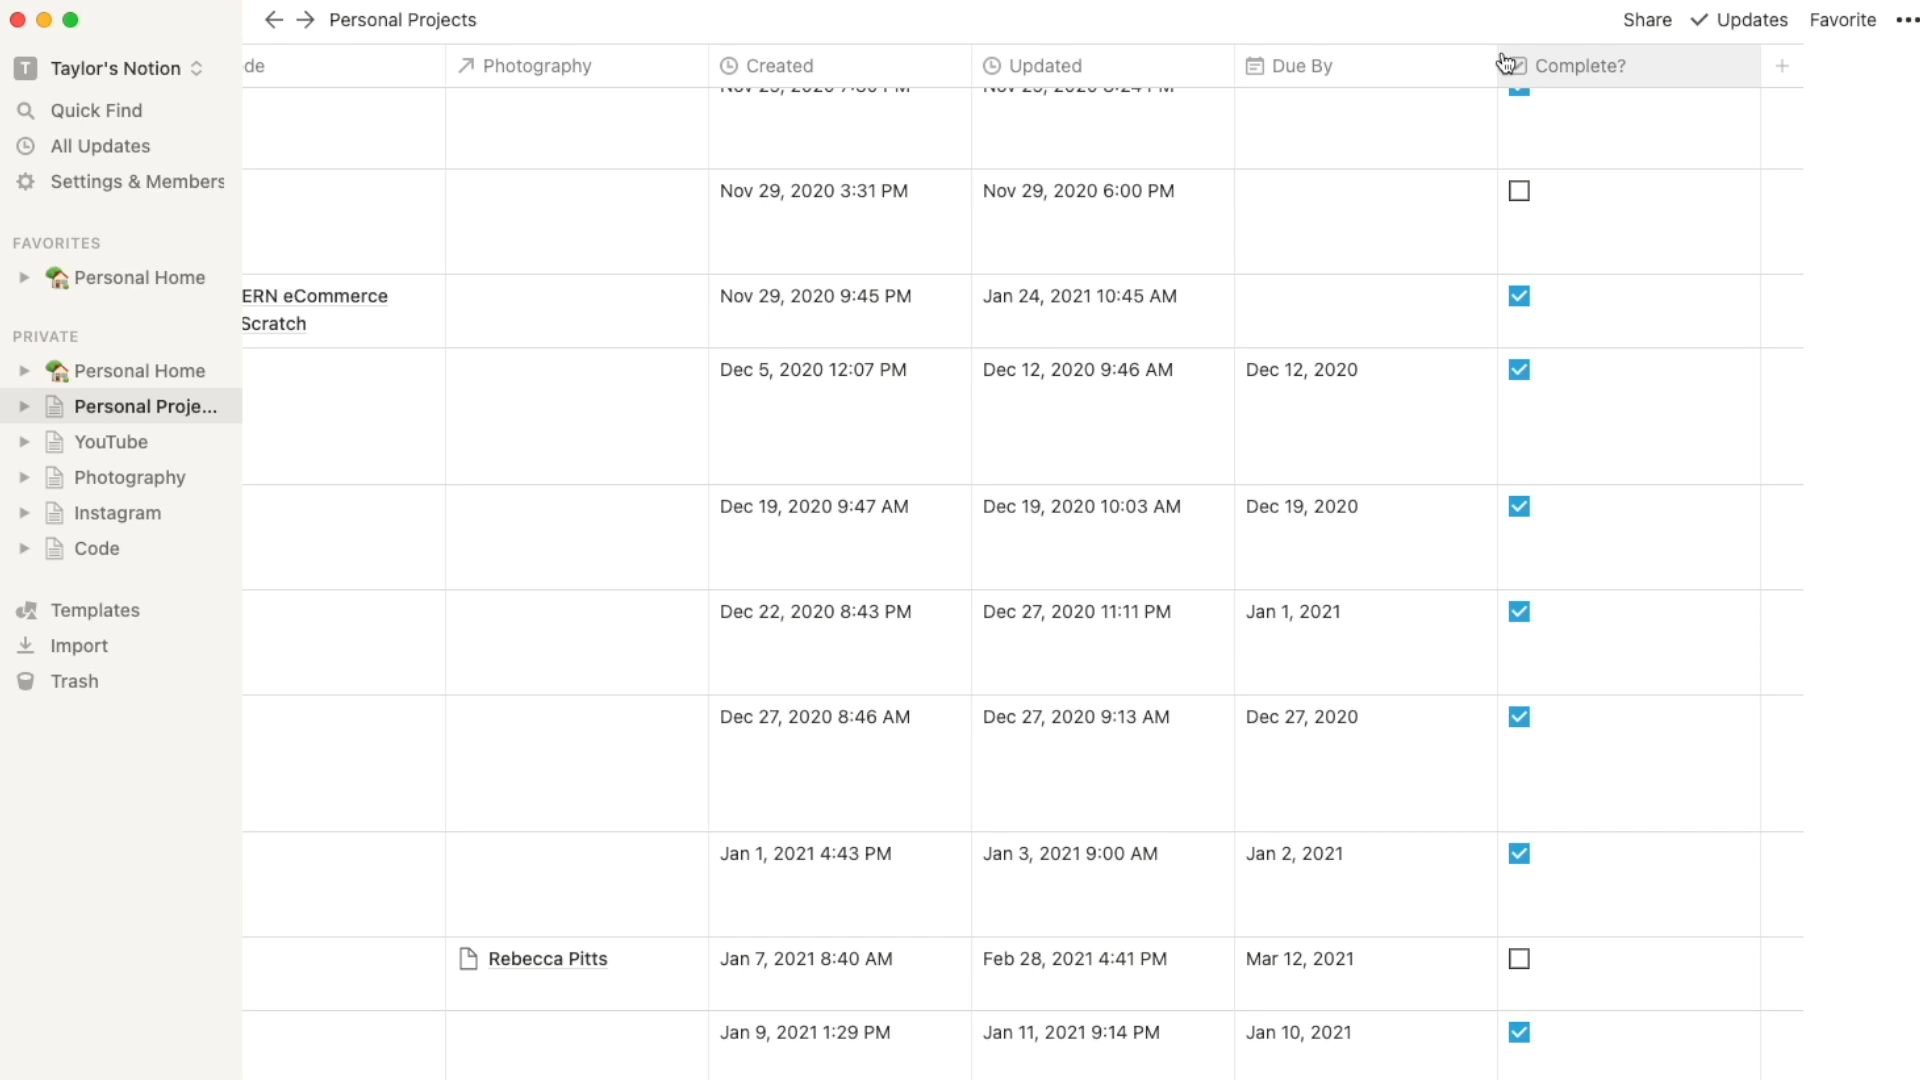 Personal Projects
Share Updates Favorite
T Taylor's Notion
Quick Find
All Updates
Settings & Members
FAVORITES
Personal Home
PRIVATE
Personal Home
Personal Proje...
YouTube
Photography
Instagram
Code
Templates
Import
Trash
de Photography Created Updated Due By Complete?
Nov 29, 2020 3:31 PM Nov 29, 2020 6:00 PM
ERN eCommerce Nov 29, 2020 9:45 PM Jan 24, 2021 10:45 AM
Scratch
Dec 5, 2020 12:07 PM Dec 12, 2020 9:46 AM Dec 12, 2020
Dec 19, 2020 9:47 AM Dec 19, 2020 10:03 AM Dec 19, 2020
Dec 22, 2020 8:43 PM Dec 27, 2020 11:11 PM Jan 1, 2021
Dec 27, 2020 8:46 AM Dec 27, 2020 9:13 AM Dec 27, 2020
Jan 1, 2021 4:43 PM Jan 3, 2021 9:00 AM Jan 2, 2021
Rebecca Pitts Jan 7, 2021 8:40 AM Feb 28, 2021 4:41 PM Mar 12, 2021
Jan 9, 2021 1:29 PM Jan 11, 2021 9:14 PM Jan 10, 2021